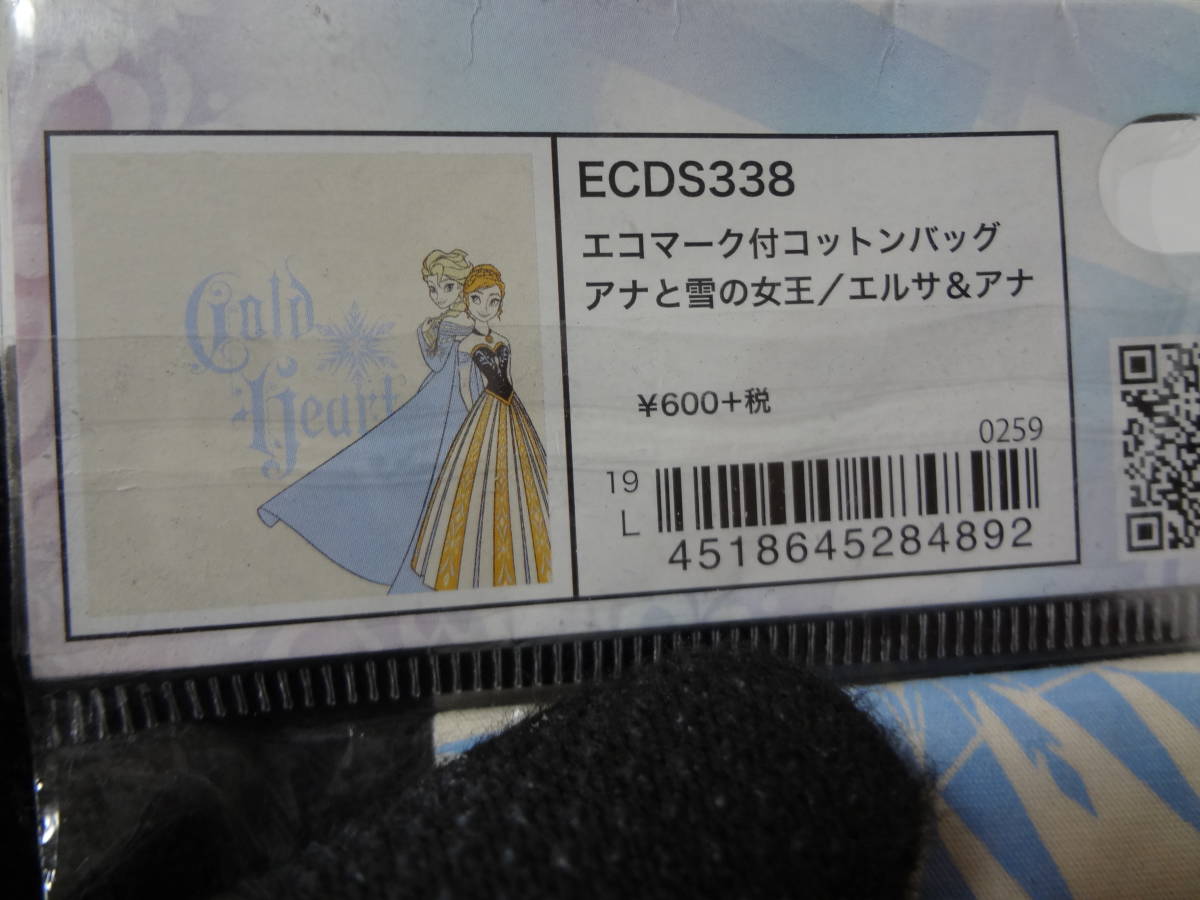 Cold
Heart
ECDS338
エコマーク付コットンバッグ
アナと雪の女王／エルサ＆アナ
¥600+税
0259
19
L
4518645284892